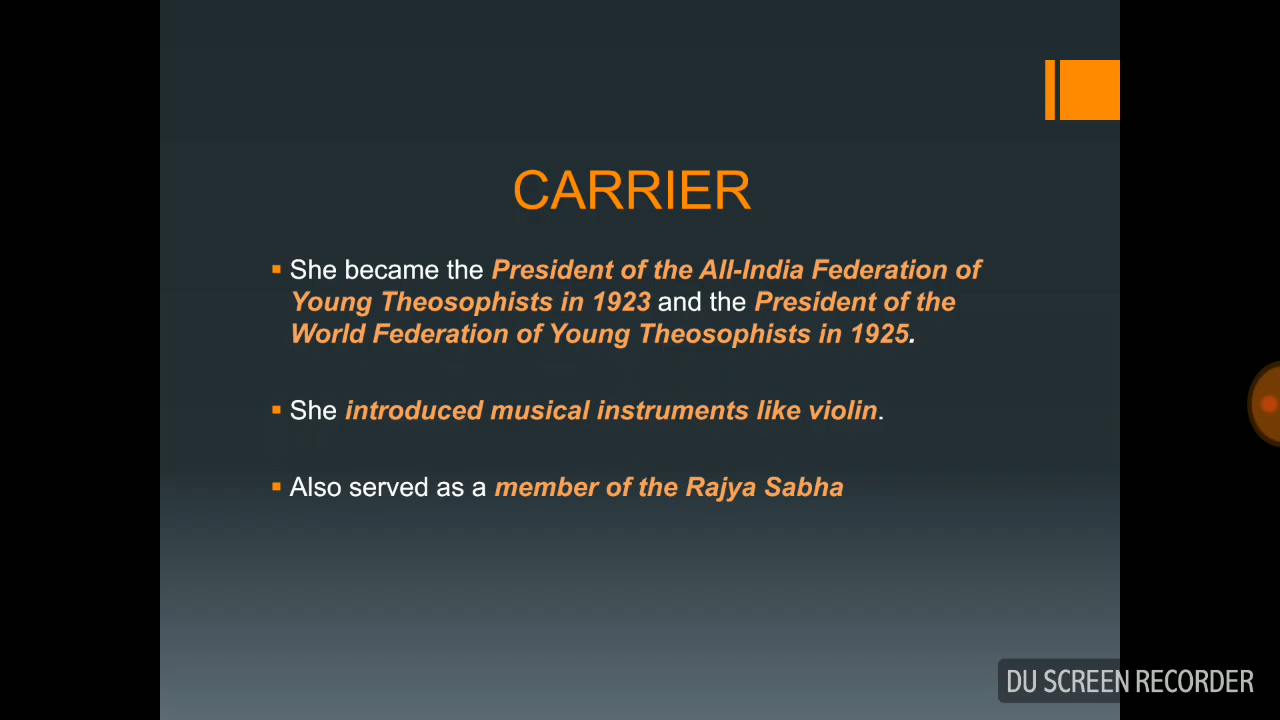 CARRIER
She became the President of the All-India Federation of
Young Theosophists in 1923 and the President of the
World Federation of Young Theosophists in 1925.
She introduced musical instruments like violin.
Also served as a member of the Rajya Sabha
DU SCREEN RECORDER